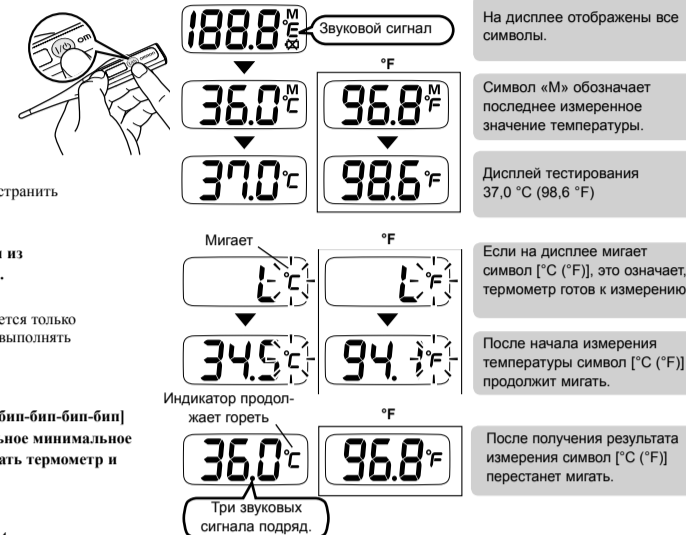 188.8 M E
Звуковой сигнал
На дисплее отображены все
символы.
°F
36.0 M °C
96.8 M °F
Символ «М» обозначает
последнее измеренное
значение температуры.
37.0 °C
98.6 °F
Дисплей тестирования
37,0 °C (98,6 °F)
странить
из
.
ется только
выполнять
бип-бип-бип-бип]
ьное минимальное
ать термометр и
Мигает
°F
L °C
L °F
Если на дисплее мигает
символ [°C (°F)], это означает,
термометр готов к измерению
34.5 °C
94.1 °F
После начала измерения
температуры символ [°C (°F)]
продолжит мигать.
Индикатор продол-
жает гореть
°F
36.0 °C
96.8 °F
После получения результата
измерения символ [°C (°F)]
перестанет мигать.
Три звуковых
сигнала подряд.